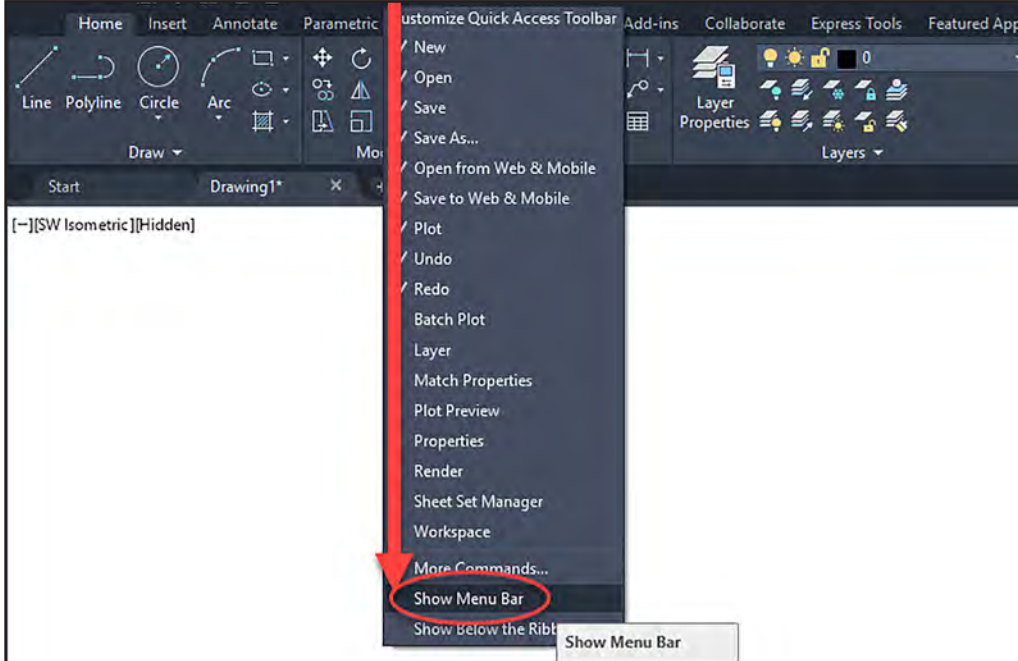 Home Insert Annotate Parametric Add-ins Collaborate Express Tools Featured App
ustomize Quick Access Toolbar
New
Open
Save
Save As...
Open from Web & Mobile
Save to Web & Mobile
Plot
Undo
Redo
Batch Plot
Layer
Match Properties
Plot Preview
Properties
Render
Sheet Set Manager
Workspace
More Commands...
Show Menu Bar
Show Below the Ribb
Show Menu Bar
Line Polyline Circle Arc
Draw
Mo
Layer
Properties
0
Layers
Start Drawing1*
[−][SW Isometric][Hidden]